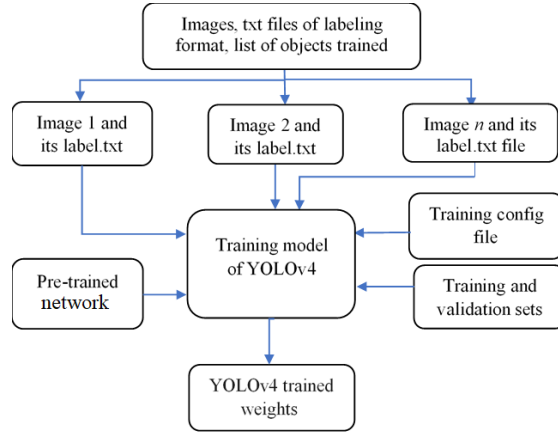 Images, txt files of labeling
format, list of objects trained
Image 1 and
its label.txt
Image 2 and
its label.txt
Image n and its
label.txt file
Training config
file
Training model
of YOLOv4
Pre-trained
network
Training and
validation sets
YOLOv4 trained
weights